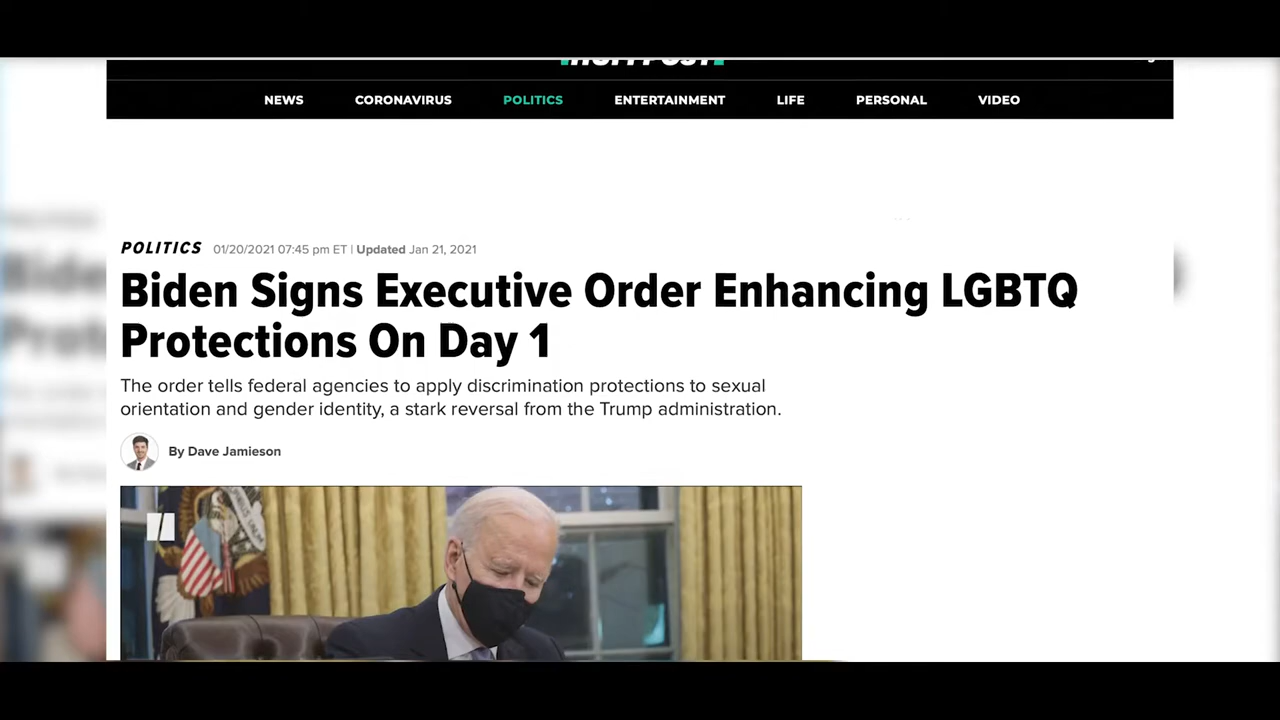 HUFFPOST
NEWS CORONAVIRUS POLITICS ENTERTAINMENT LIFE PERSONAL VIDEO
POLITICS 01/20/2021 07:45 pm ET | Updated Jan 21, 2021
Biden Signs Executive Order Enhancing LGBTQ
Protections On Day 1
The order tells federal agencies to apply discrimination protections to sexual
orientation and gender identity, a stark reversal from the Trump administration.
By Dave Jamieson